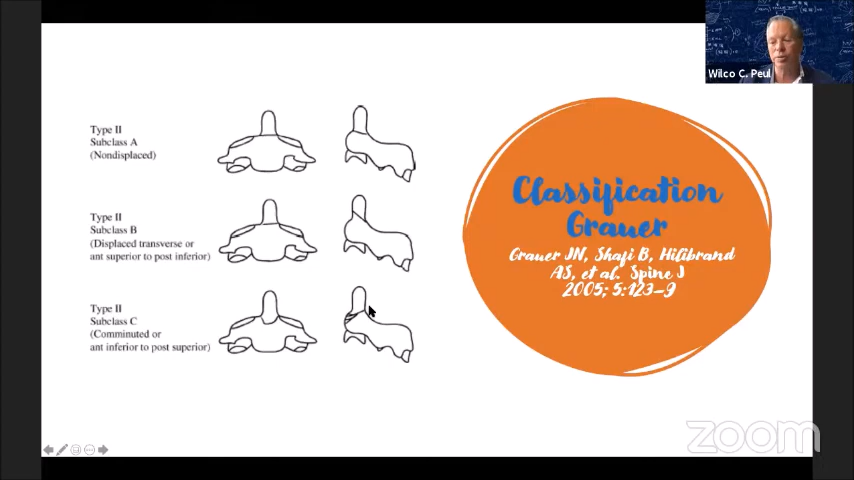 Wilco C. Peul
Type II
Subclass A
(Nondisplaced)
Type II
Subclass B
(Displaced transverse or
ant superior to post inferior)
Type II
Subclass C
(Comminuted or
ant inferior to post superior)
Classification
Grauer
Grauer JN, Shafi B, Hilibrand
AS, et al. Spine J
2005; 5:123–9
zoom